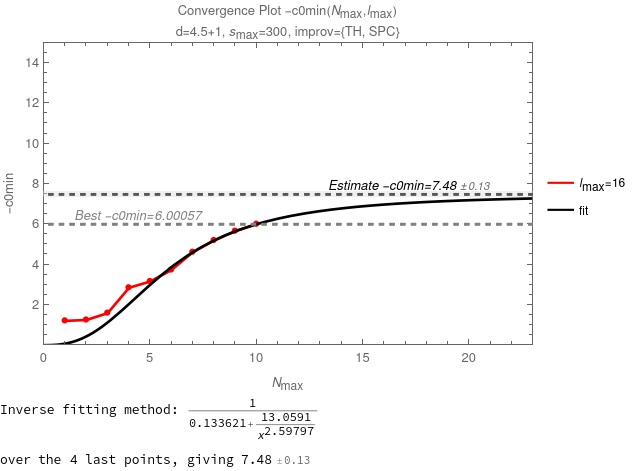 Convergence Plot −c0min(Nmax,lmax)
d=4.5+1, smax=300, improv={TH, SPC}
14
12
10
8
6
4
2
−c0min
Estimate −c0min=7.48 ±0.13
Best −c0min=6.00057
lmax=16
fit
0 5 10 15 20
Nmax
Inverse fitting method: 1
0.133621+ 13.0591
x2.59797
over the 4 last points, giving 7.48 ±0.13